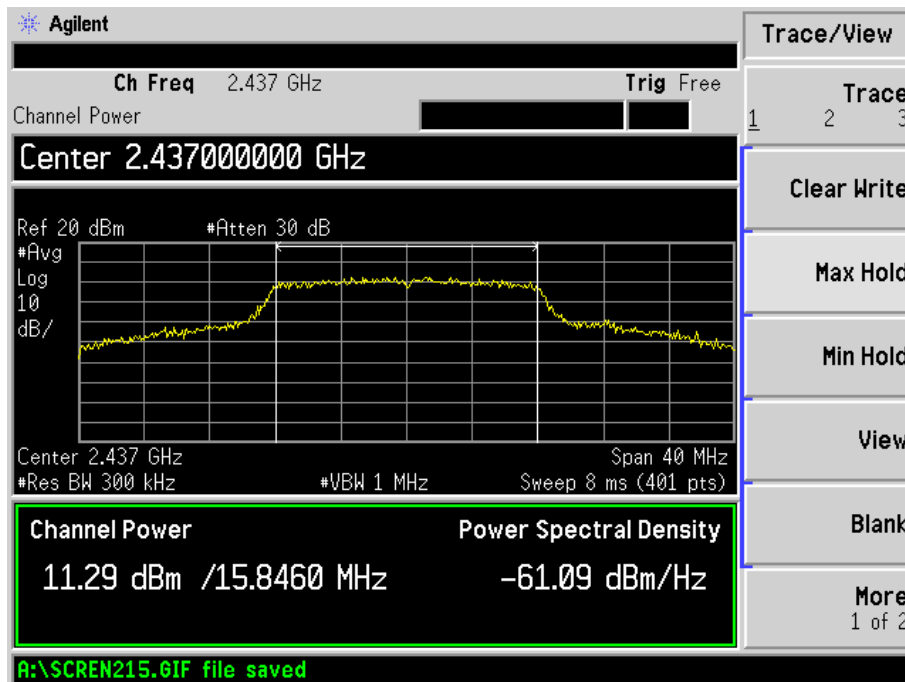 Agilent
Trace/View
Ch Freq 2.437 GHz Trig Free
Channel Power
Trace
1 2 3
Center 2.437000000 GHz
Clear Write
Ref 20 dBm #Atten 30 dB
#Avg
Log
10
dB/
Max Hold
Min Hold
Center 2.437 GHz Span 40 MHz
#Res BW 300 kHz #VBW 1 MHz Sweep 8 ms (401 pts)
View
Channel Power Power Spectral Density
11.29 dBm /15.8460 MHz -61.09 dBm/Hz
Blank
More
1 of 2
A:\SCREN215.GIF file saved